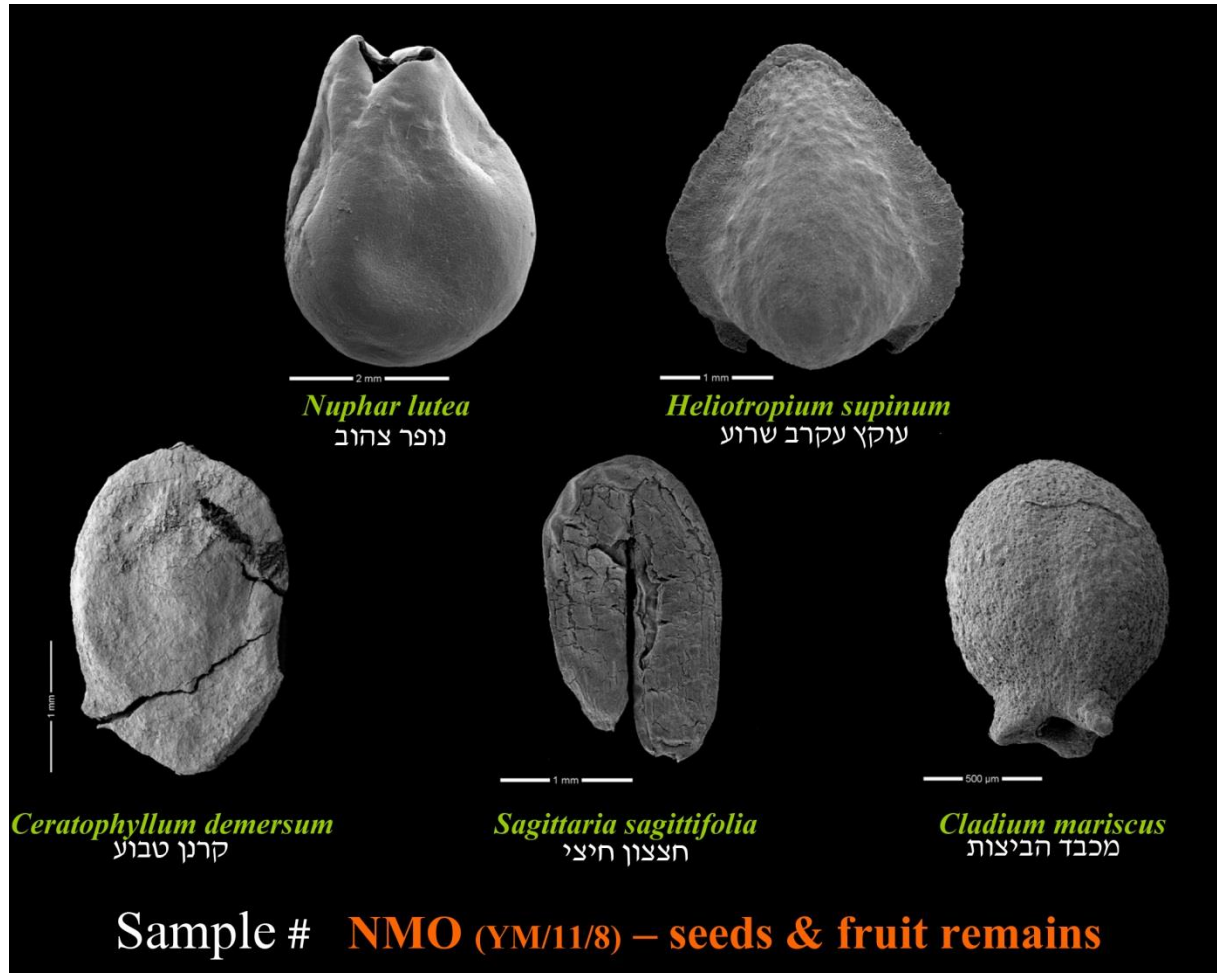 2 mm
1 mm
Nuphar lutea
נופר צהוב
Heliotropium supinum
עוקץ עקרב שרוע
1 mm
1 mm
500 µm
Ceratophyllum demersum
קרנן טבוע
Sagittaria sagittifolia
חצצון חיצי
Cladium mariscus
מכבד הביצות
Sample # NMO (YM/11/8) – seeds & fruit remains